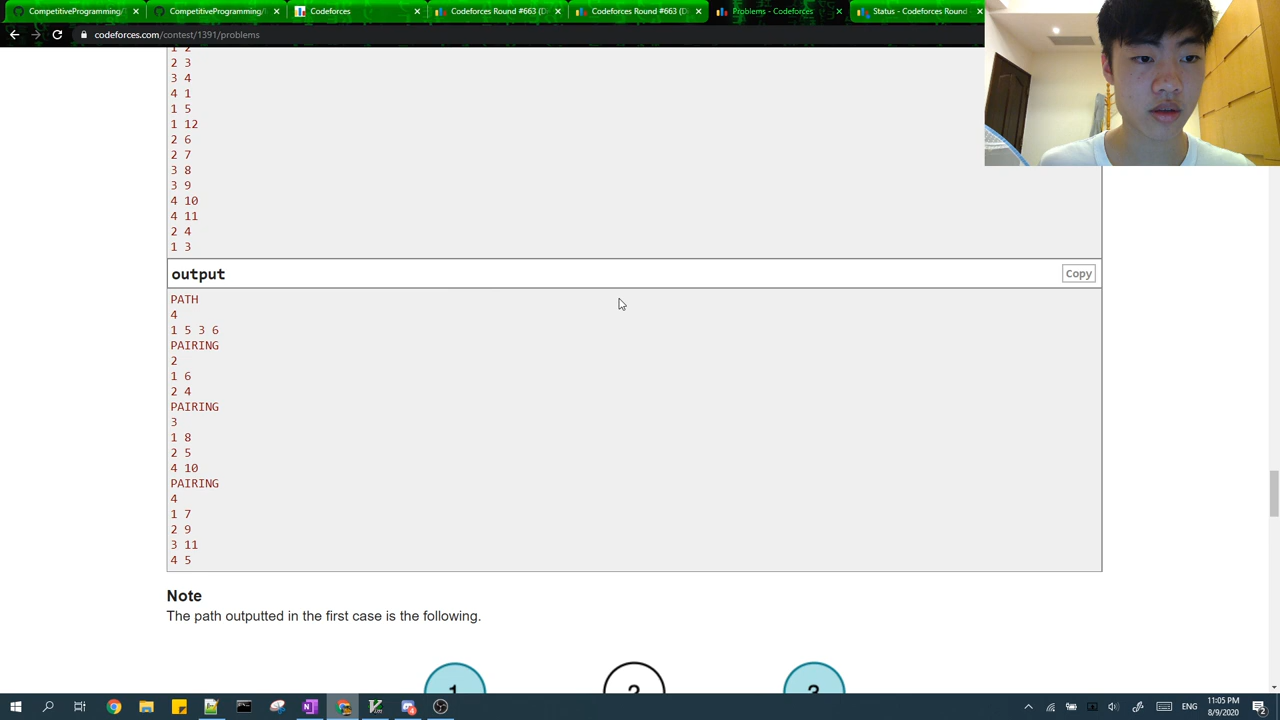 CompetitiveProgramming/
CompetitiveProgramming/
Codeforces
Codeforces Round #663 (D
Codeforces Round #663 (D
Problems - Codeforces
Status - Codeforces Round
codeforces.com/contest/1391/problems
1 2
2 3
3 4
4 1
1 5
1 12
2 6
2 7
3 8
3 9
4 10
4 11
2 4
1 3
output
Copy
PATH
4
1 5 3 6
PAIRING
2
1 6
2 4
PAIRING
3
1 8
2 5
4 10
PAIRING
4
1 7
2 9
3 11
4 5
Note
The path outputted in the first case is the following.
1
2
3
ENG
11:05 PM
8/9/2020
2